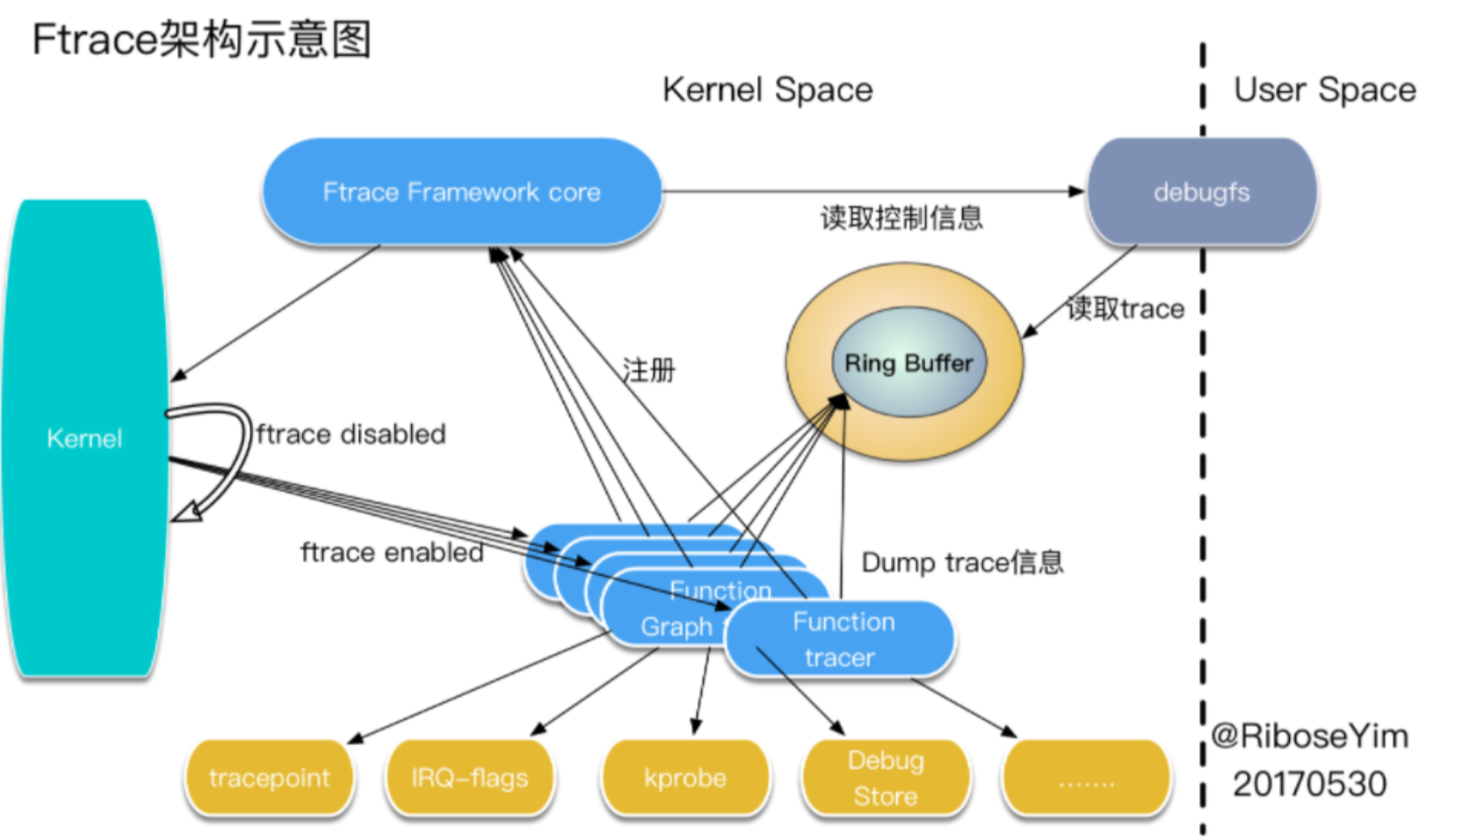 Ftrace架构示意图
Kernel Space
User Space
Ftrace Framework core
debugfs
读取控制信息
读取trace
Ring Buffer
注册
Kernel
ftrace disabled
ftrace enabled
Dump trace信息
Function
Graph
Function
tracer
tracepoint
IRQ-flags
kprobe
Debug
Store
.......
@RiboseYim
20170530